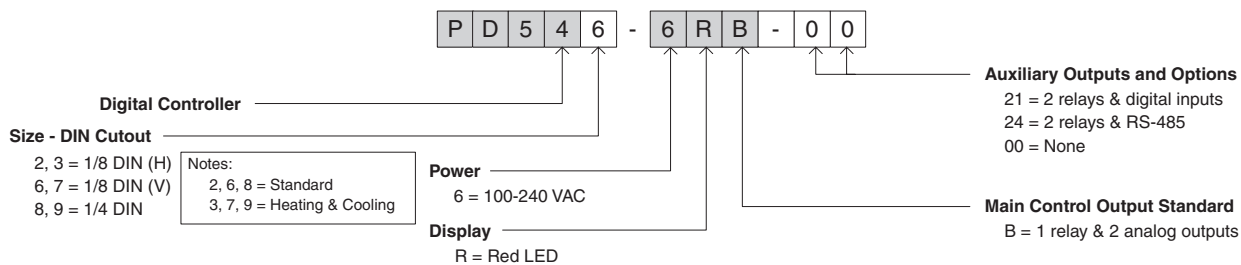 P D 5 4 6 - 6 R B - 0 0
Digital Controller
Size - DIN Cutout
2, 3 = 1/8 DIN (H)
6, 7 = 1/8 DIN (V)
8, 9 = 1/4 DIN
Notes:
2, 6, 8 = Standard
3, 7, 9 = Heating & Cooling
Power
6 = 100-240 VAC
Display
R = Red LED
Auxiliary Outputs and Options
21 = 2 relays & digital inputs
24 = 2 relays & RS-485
00 = None
Main Control Output Standard
B = 1 relay & 2 analog outputs